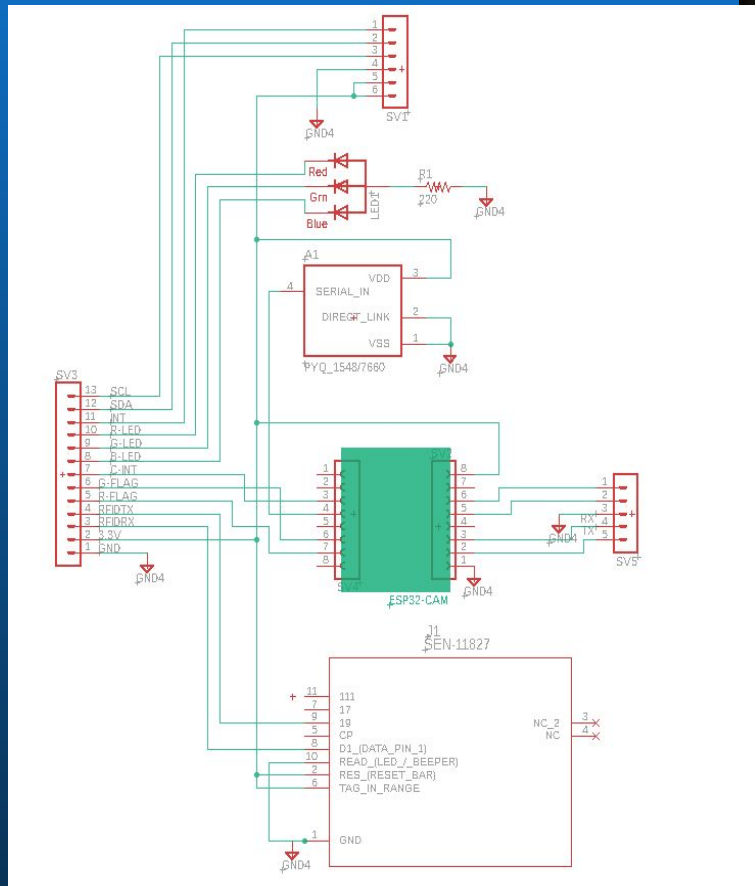 1
2
3
4
5
6
SV1
GND4
Red
Grn
Blue
LED1
R1
220
GND4
A1
4
SERIAL_IN
VDD
3
DIRECT_LINK
2
VSS
1
PYQ_1548/7660
GND4
SV3
13 SCL
12 SDA
11 INT
10 R-LED
9 G-LED
8 B-LED
7 C-INT
6 G-FLAG
5 R-FLAG
4 RFIDTX
3 RFIDRX
2 3.3V
1 GND
GND4
1
2
3
4
5
6
7
8
8
7
6
5
4
3
2
1
ESP32-CAM
GND4
1
2
3
RX 4
TX 5
GND4
SV5
J1
SEN-11827
11 111
7 17
9 19
5 CP
8 D1_(DATA_PIN_1)
10 READ_(LED_/_BEEPER)
2 RES_(RESET_BAR)
6 TAG_IN_RANGE
1 GND
NC_2 3
NC 4
GND4